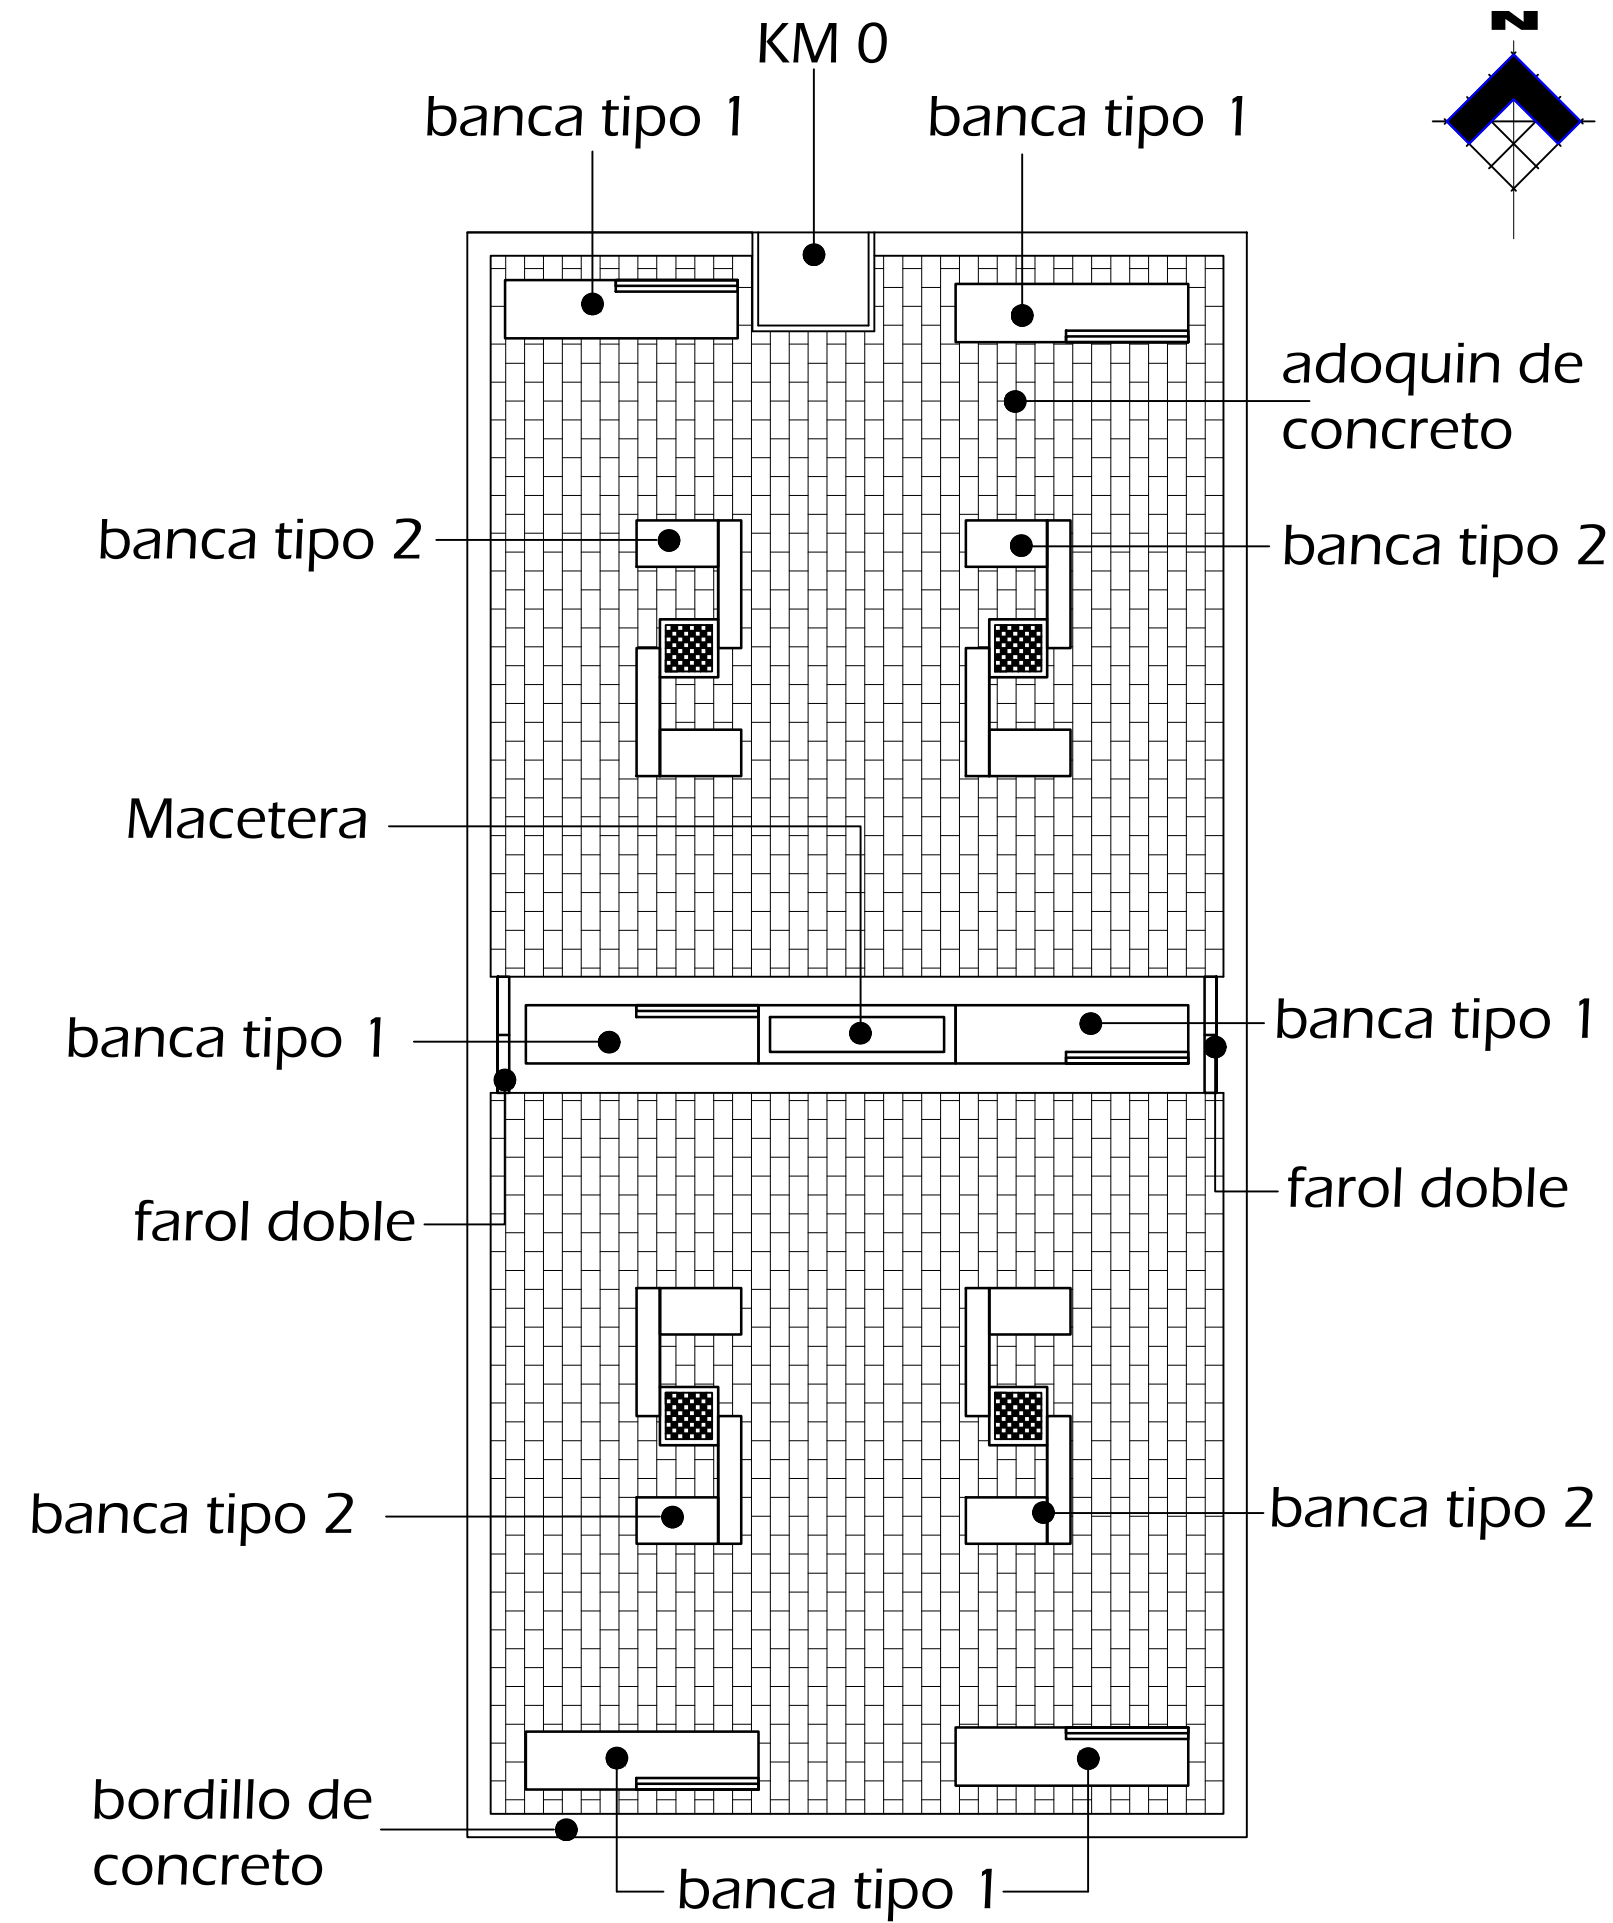 KM 0
banca tipo 1
banca tipo 1
N
adoquin de
concreto
banca tipo 2
banca tipo 2
Macetera
banca tipo 1
banca tipo 1
farol doble
farol doble
banca tipo 2
banca tipo 2
bordillo de
concreto
banca tipo 1